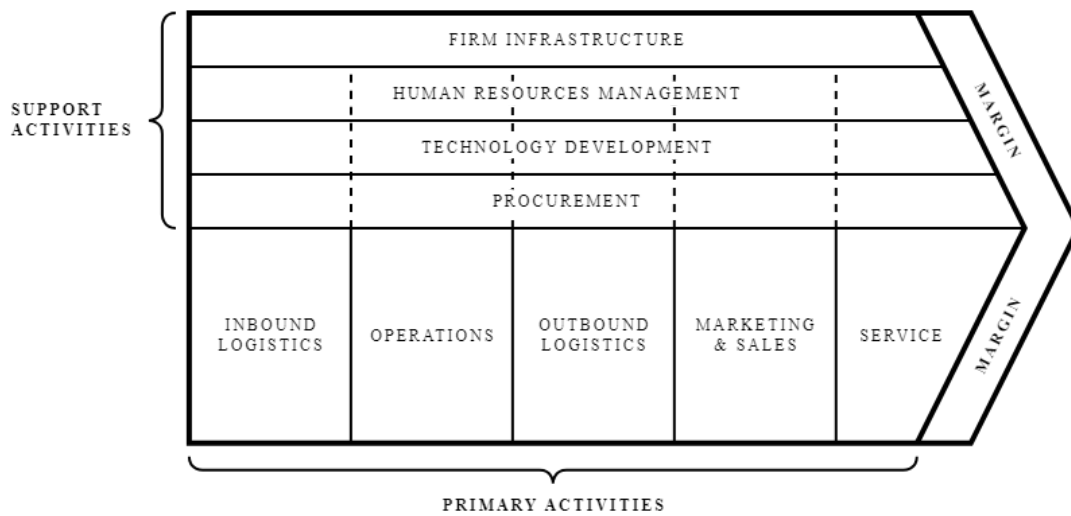 FIRM INFRASTRUCTURE
HUMAN RESOURCES MANAGEMENT
TECHNOLOGY DEVELOPMENT
PROCUREMENT
SUPPORT
ACTIVITIES
MARGIN
INBOUND
LOGISTICS
OPERATIONS
OUTBOUND
LOGISTICS
MARKETING
& SALES
SERVICE
MARGIN
PRIMARY ACTIVITIES